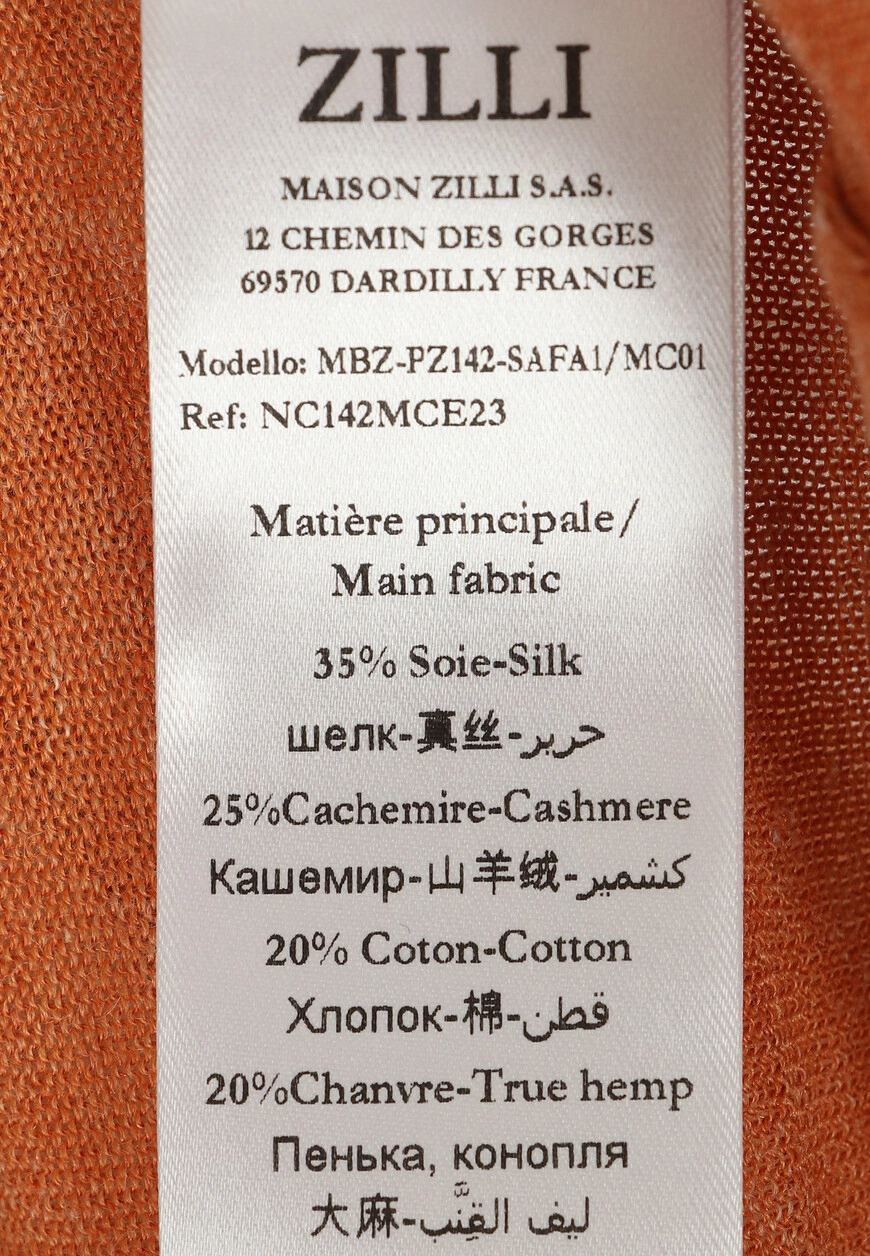 ZILLI
MAISON ZILLI S.A.S.
12 CHEMIN DES GORGES
69570 DARDILLY FRANCE
Modello: MBZ-PZ142-SAFA1/MC01
Ref: NC142MCE23
Matière principale/
Main fabric
35% Soie-Silk
шелк-真丝-حرير
25%Cachemire-Cashmere
Кашемир-山羊绒-كشمير
20% Coton-Cotton
Хлопок-棉-قطن
20%Chanvre-True hemp
Пенька, конопля
大麻-ليف القِنَّب